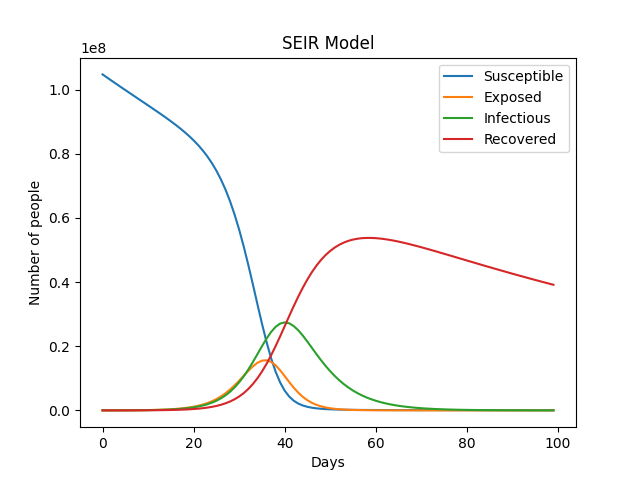 SEIR Model
1e8
Susceptible
Exposed
Infectious
Recovered
Number of people
1.0
0.8
0.6
0.4
0.2
0.0
0 20 40 60 80 100
Days